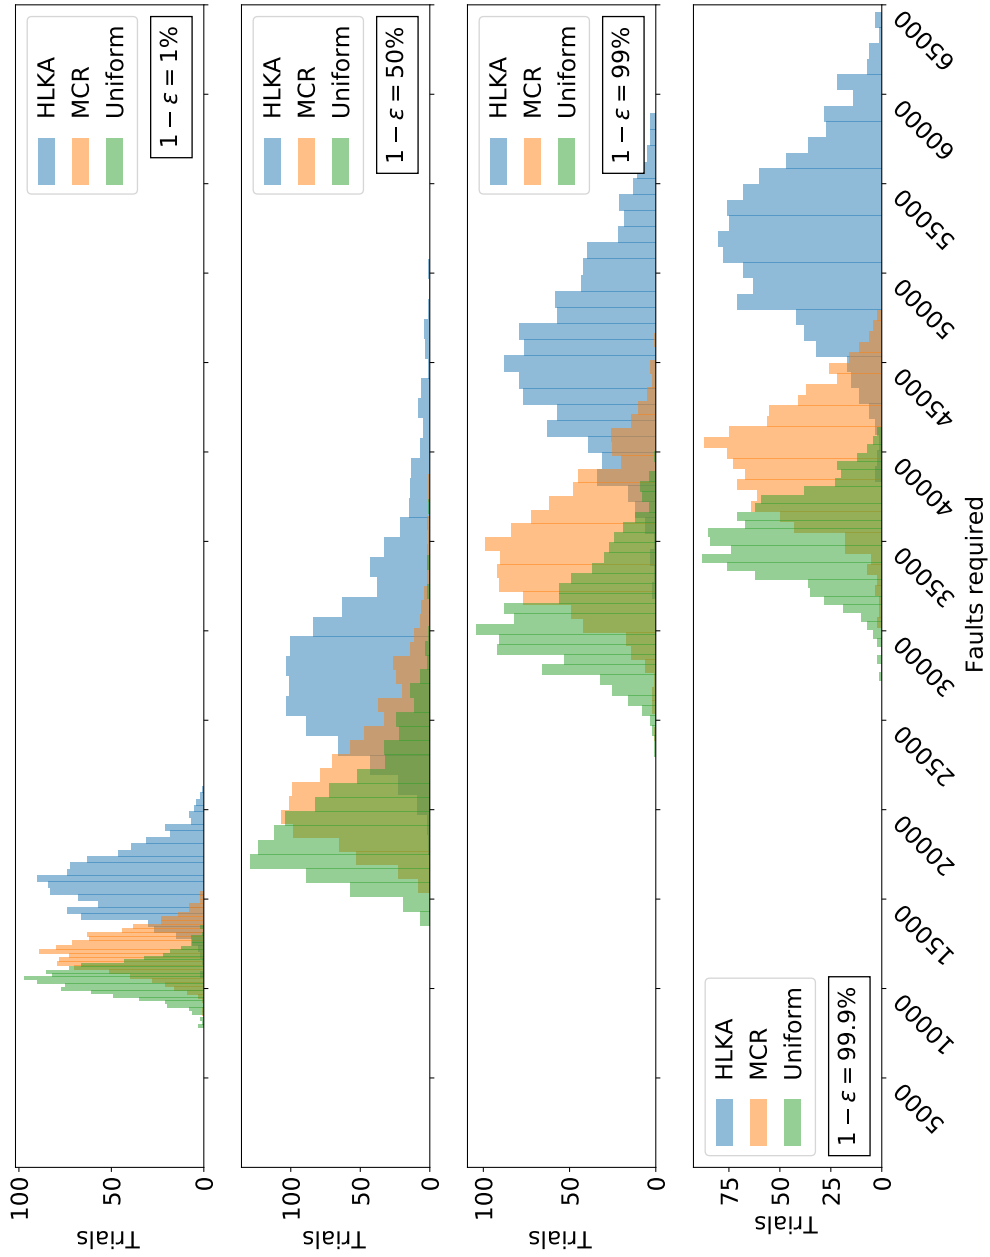 Trials
100
50
0
HLKA
MCR
Uniform
1 − ε = 1%
Trials
100
50
0
HLKA
MCR
Uniform
1 − ε = 50%
Trials
100
50
0
HLKA
MCR
Uniform
1 − ε = 99%
Trials
75
50
25
0
HLKA
MCR
Uniform
1 − ε = 99.9%
5000
10000
15000
20000
25000
30000
35000
40000
45000
50000
55000
60000
65000
Faults required